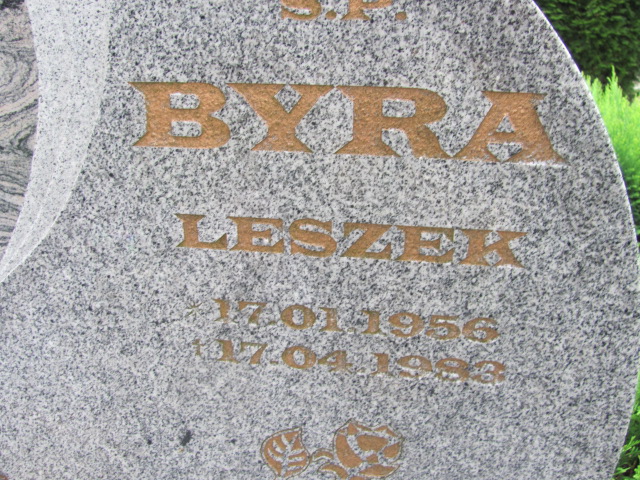 S.P.
BYRA
LESZEK
* 17.01.1956
† 17.04.1983